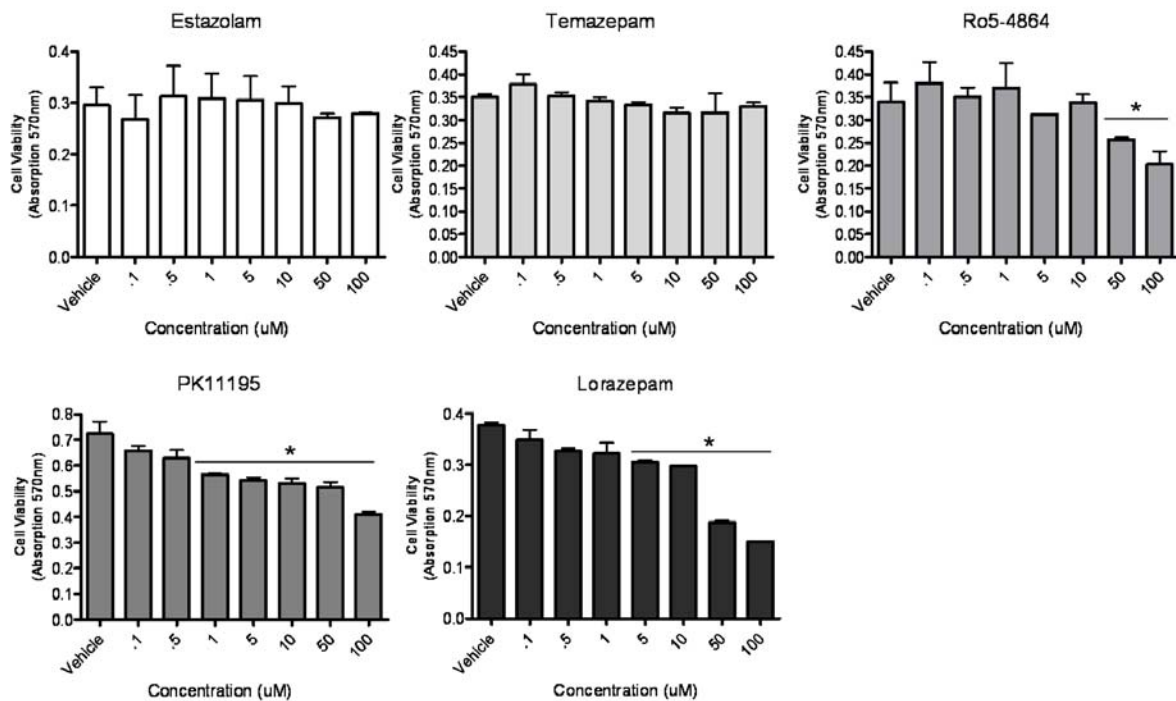 Estazolam
Cell Viability
(Absorption 570nm)
0.4
0.3
0.2
0.1
0.0
Vehicle .1 .5 1 5 10 50 100
Concentration (uM)
Temazepam
Cell Viability
(Absorption 570nm)
0.45
0.40
0.35
0.30
0.25
0.20
0.15
0.10
0.05
0.00
Vehicle .1 .5 1 5 10 50 100
Concentration (uM)
Ro5-4864
Cell Viability
(Absorption 570nm)
0.45
0.40
0.35
0.30
0.25
0.20
0.15
0.10
0.05
0.00
*
Vehicle .1 .5 1 5 10 50 100
Concentration (uM)
PK11195
Cell Viability
(Absorption 570nm)
0.8
0.7
0.6
0.5
0.4
0.3
0.2
0.1
0.0
*
Vehicle .1 .5 1 5 10 50 100
Concentration (uM)
Lorazepam
Cell Viability
(Absorption 570nm)
0.4
0.3
0.2
0.1
0.0
*
Vehicle .1 .5 1 5 10 50 100
Concentration (uM)